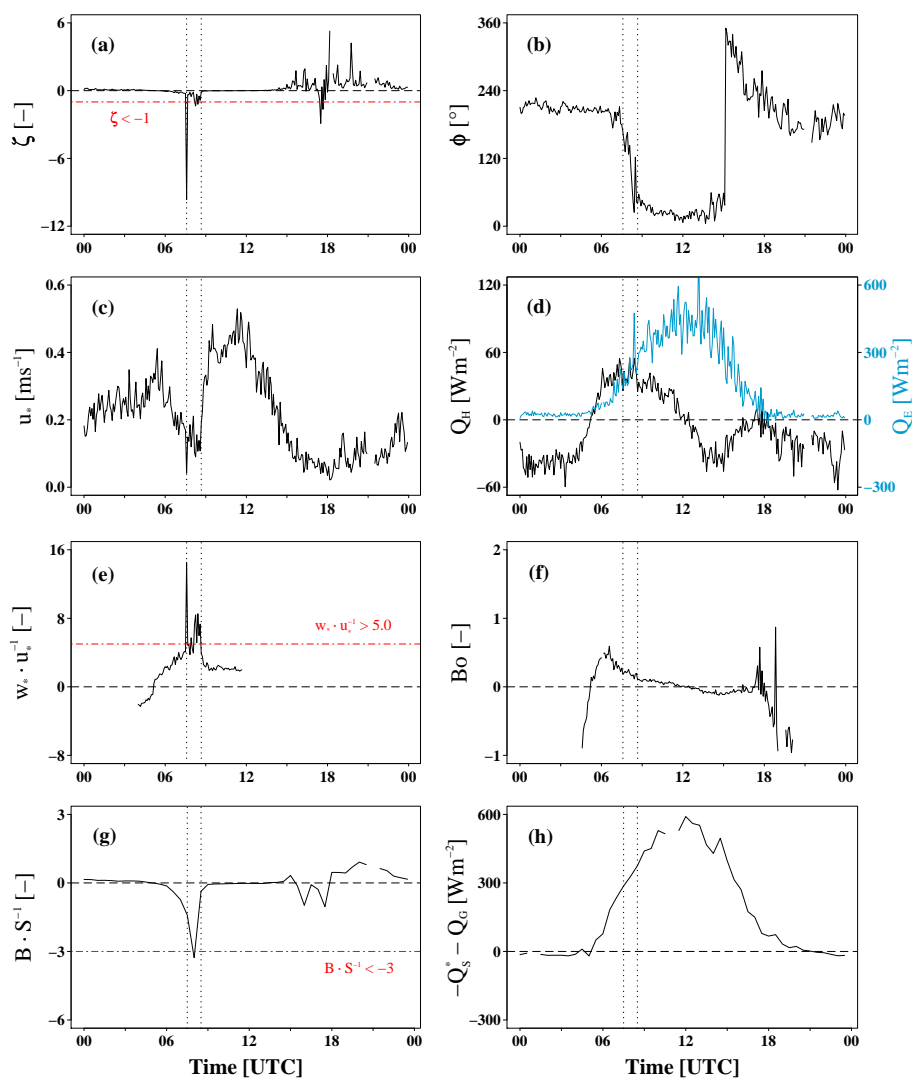 (a)
6
0
−6
−12
ζ [−]
ζ < −1
00 06 12 18 00
(b)
360
240
120
0
ϕ [°]
00 06 12 18 00
(c)
0.6
0.4
0.2
0.0
u* [ms⁻¹]
00 06 12 18 00
(d)
120
60
0
−60
Q_H [Wm⁻²]
600
300
0
−300
Q_E [Wm⁻²]
00 06 12 18 00
(e)
16
8
0
−8
w* · u*⁻¹ [−]
w* · u*⁻¹ > 5.0
00 06 12 18 00
(f)
2
1
0
−1
Bo [−]
00 06 12 18 00
(g)
3
0
−3
−6
B · S⁻¹ [−]
B · S⁻¹ < −3
00 06 12 18 00
Time [UTC]
(h)
600
300
0
−300
−Q*_S − Q_G [Wm⁻²]
00 06 12 18 00
Time [UTC]